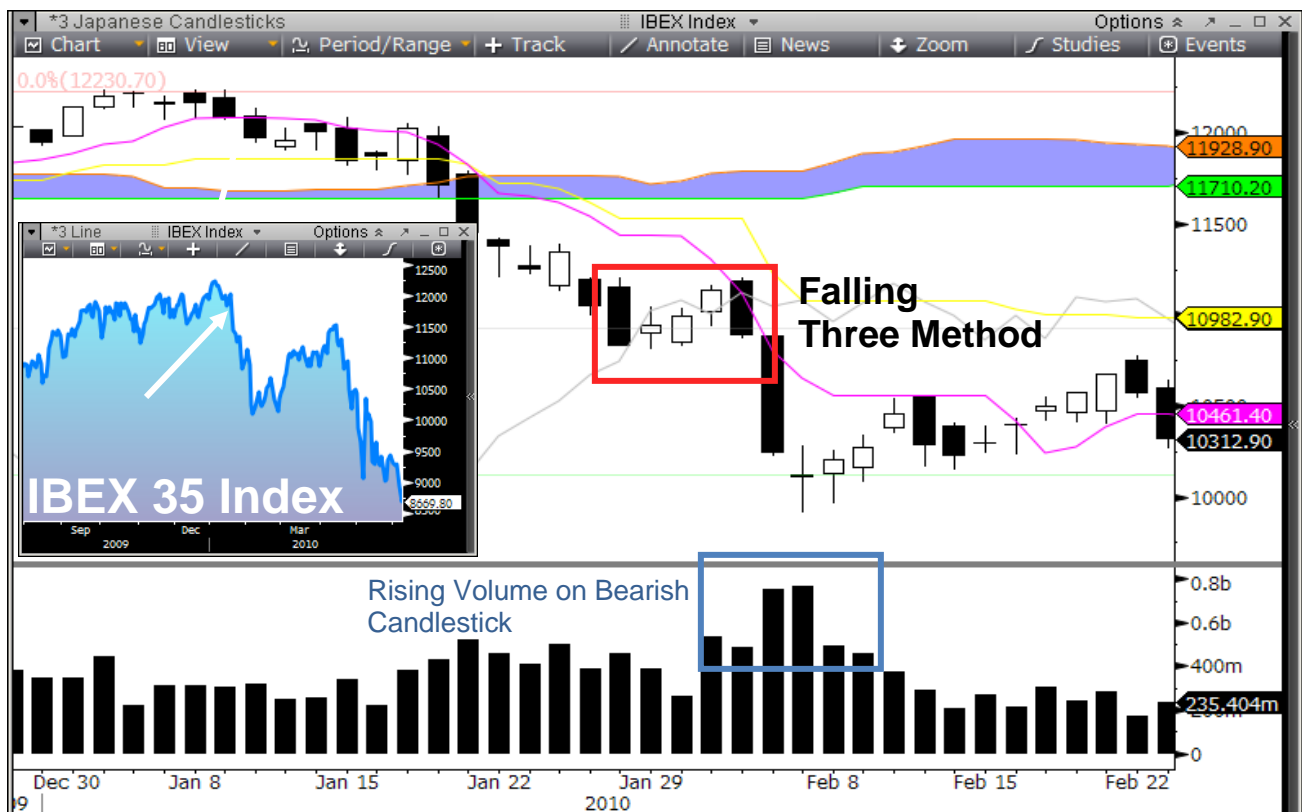 *3 Japanese Candlesticks IBEX Index Options
Chart View Period/Range Track Annotate News Zoom Studies Events
0.0%(12230.70)
12000
11928.90
11710.20
11500
*3 Line IBEX Index Options
12500
12000
11500
11000
10500
10000
9500
9000
8669.80
8500
IBEX 35 Index
Sep Dec Mar
2009 2010
Falling
Three Method
10982.90
10500
10461.40
10312.90
10000
Rising Volume on Bearish
Candlestick
0.8b
0.6b
400m
235.404m
200m
0
Dec 30 Jan 8 Jan 15 Jan 22 Jan 29 Feb 8 Feb 15 Feb 22
09 2010